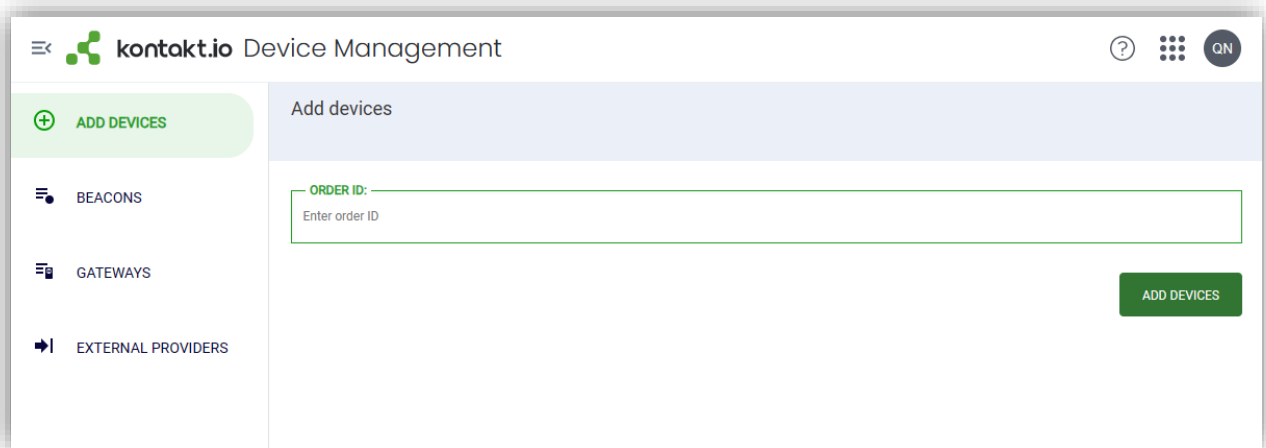 kontakt.io Device Management
?
QN
ADD DEVICES
BEACONS
GATEWAYS
EXTERNAL PROVIDERS
Add devices
ORDER ID:
Enter order ID
ADD DEVICES